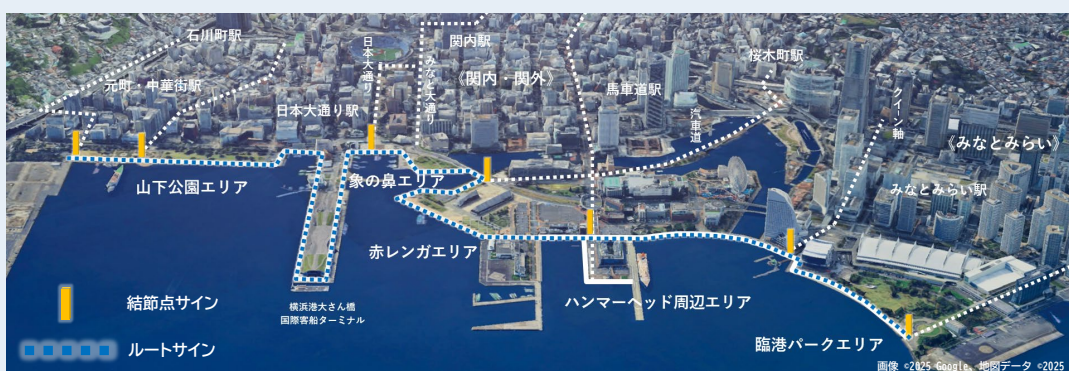 石川町駅
元町・中華街駅
日本大通り駅
日本大通り
みなと大通り
関内駅
《関内・関外》
馬車道駅
汽車道
桜木町駅
クイーン軸
《みなとみらい》
みなとみらい駅
山下公園エリア
象の鼻エリア
赤レンガエリア
ハンマーヘッド周辺エリア
臨港パークエリア
横浜港大さん橋
国際客船ターミナル
結節点サイン
ルートサイン
画像 ©2025 Google、地図データ ©2025